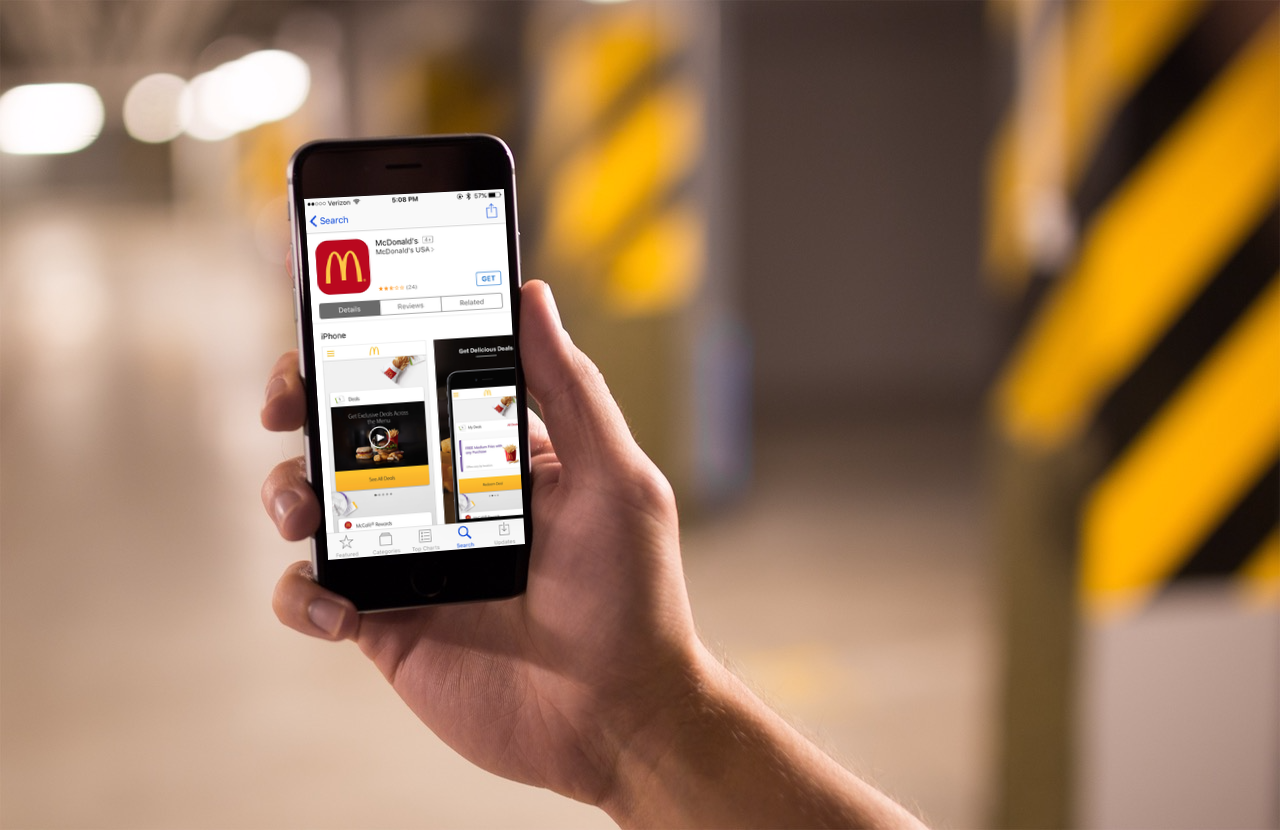 Verizon 5:08 PM 57%
Search
McDonald's 4+
McDonald's USA
(24)
GET
Details Reviews Related
iPhone
Get Delicious Deals
Deals
Get Exclusive Deals Across
the Menu
See All Deals
My Deals
FREE Medium Fries with
any Purchase
McCafé® Rewards
Featured Categories Top Charts Search Updates